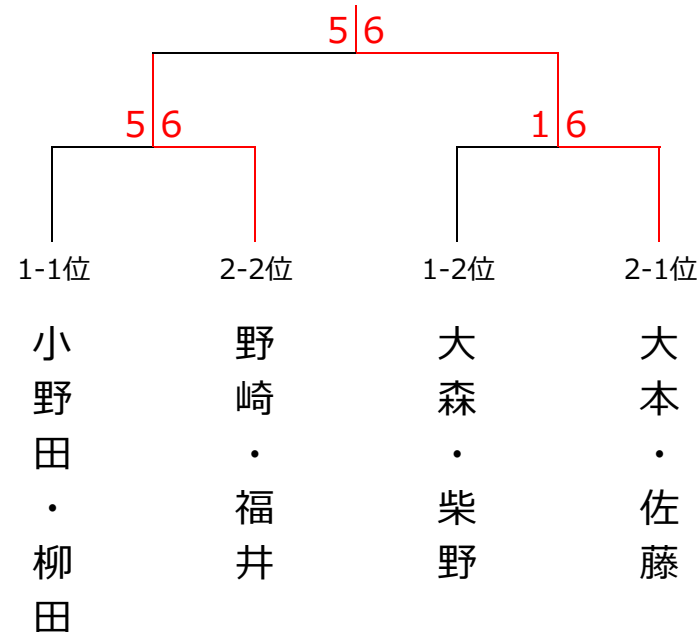 5 6
5 6
1 6
1-1位
2-2位
1-2位
2-1位
小野田・柳田
野崎・福井
大森・柴野
大本・佐藤